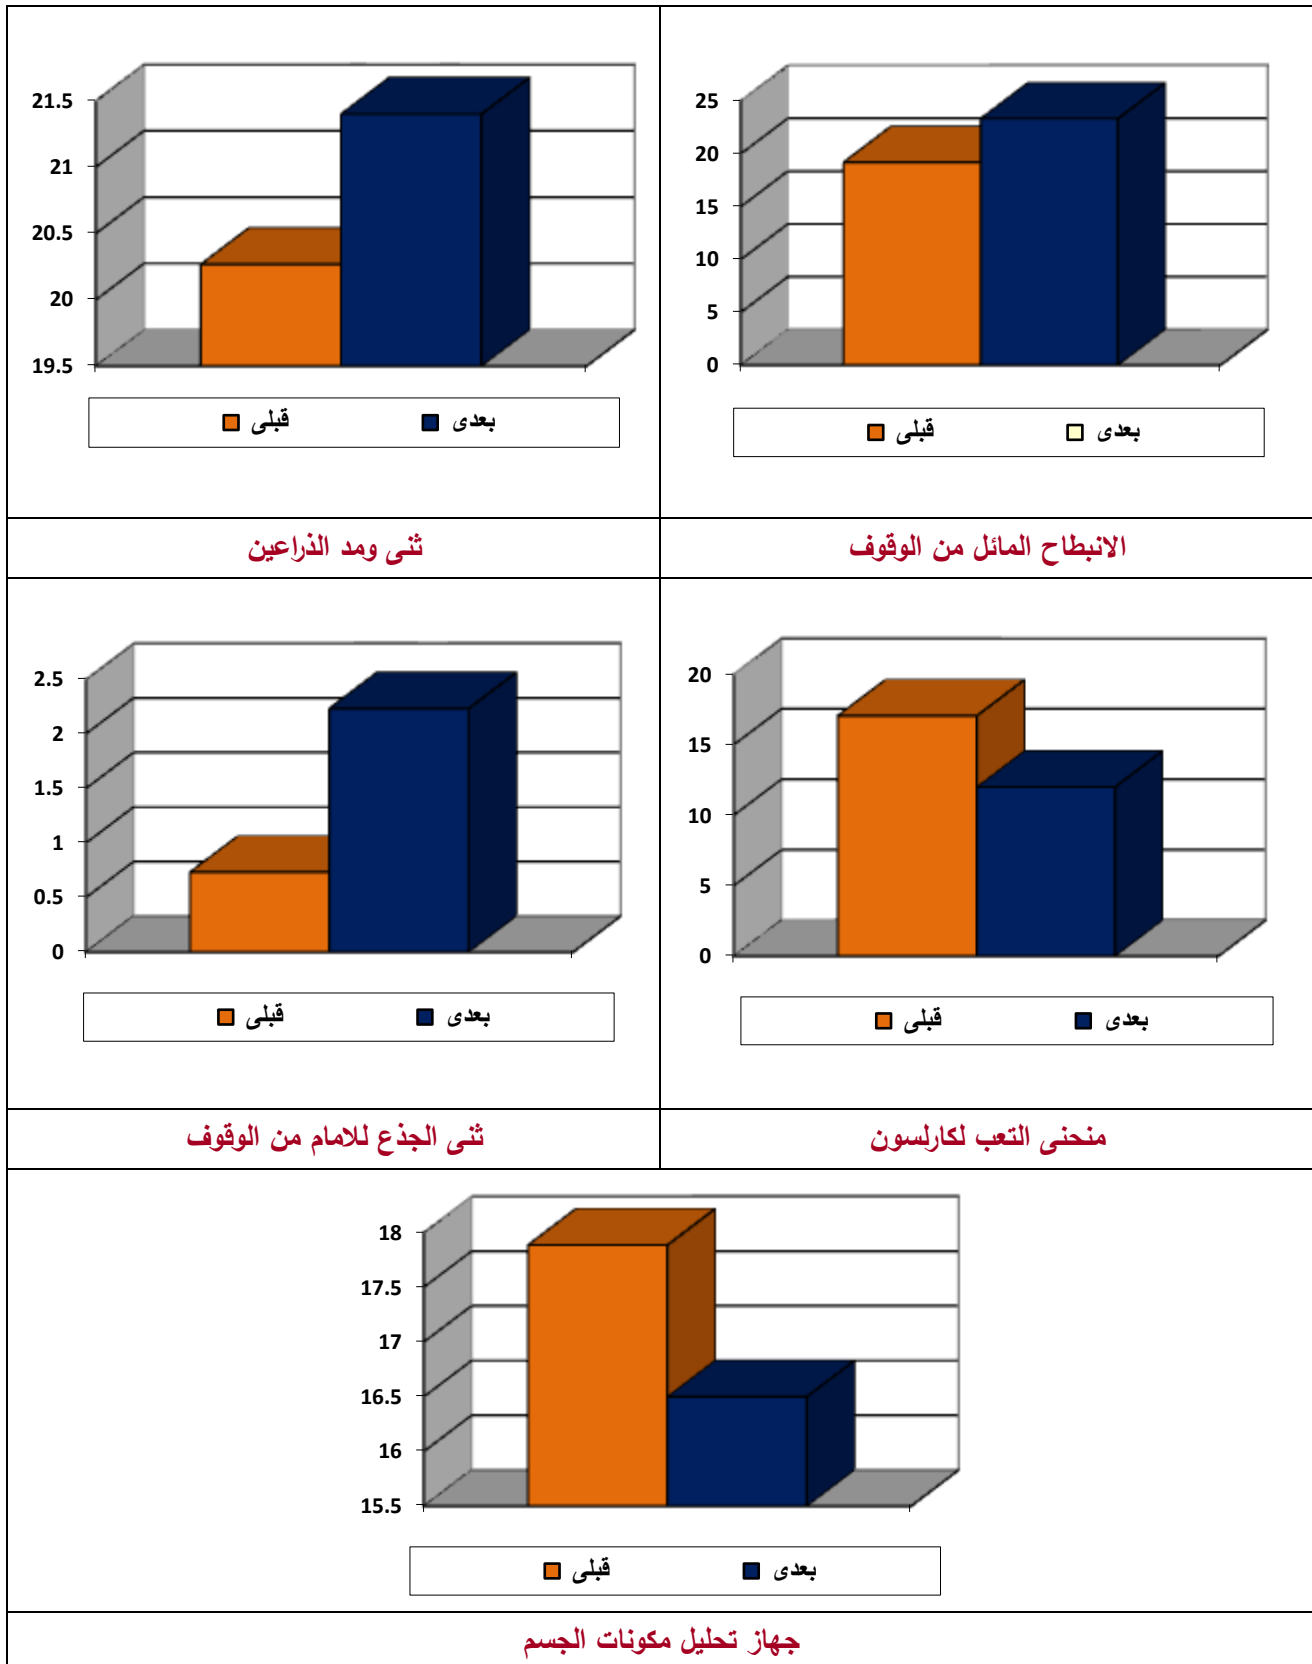 21.5
21
20.5
20
19.5
قبلى
بعدى
25
20
15
10
5
0
قبلى
بعدى
ثنى ومد الذراعين
الانبطاح المائل من الوقوف
2.5
2
1.5
1
0.5
0
قبلى
بعدى
20
15
10
5
0
قبلى
بعدى
ثنى الجذع للامام من الوقوف
منحنى التعب لكارلسون
18
17.5
17
16.5
16
15.5
قبلى
بعدى
جهاز تحليل مكونات الجسم